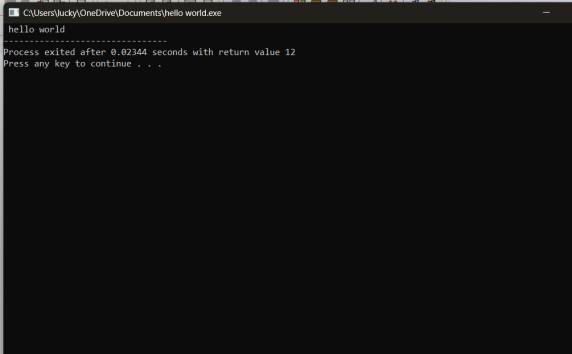 C:\Users\lucky\OneDrive\Documents\hello world.exe
hello world
--------------------------------
Process exited after 0.02344 seconds with return value 12
Press any key to continue . . .